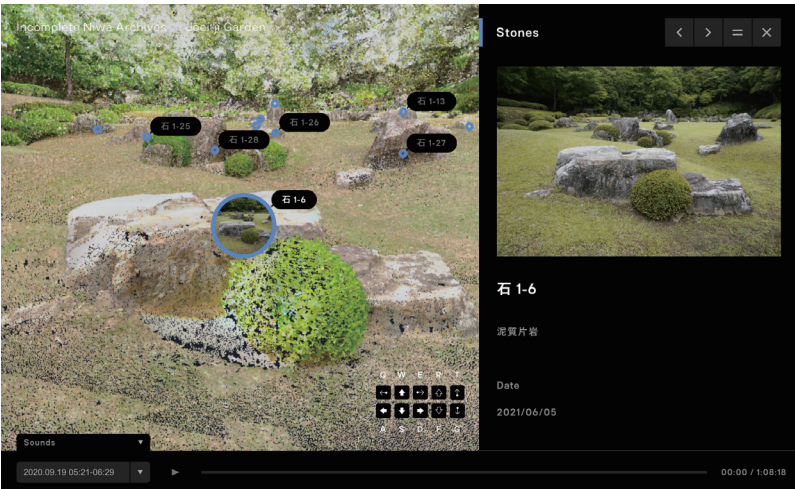 Incomplete Niwa Archives Joeiji Garden
石 1-13
石 1-25
石 1-26
石 1-28
石 1-27
石 1-6
Q W E R T
A S D F G
Sounds
2020.09.19 05:21-06:29
00:00 / 1:08:18
Stones
石 1-6
泥質片岩
Date
2021/06/05